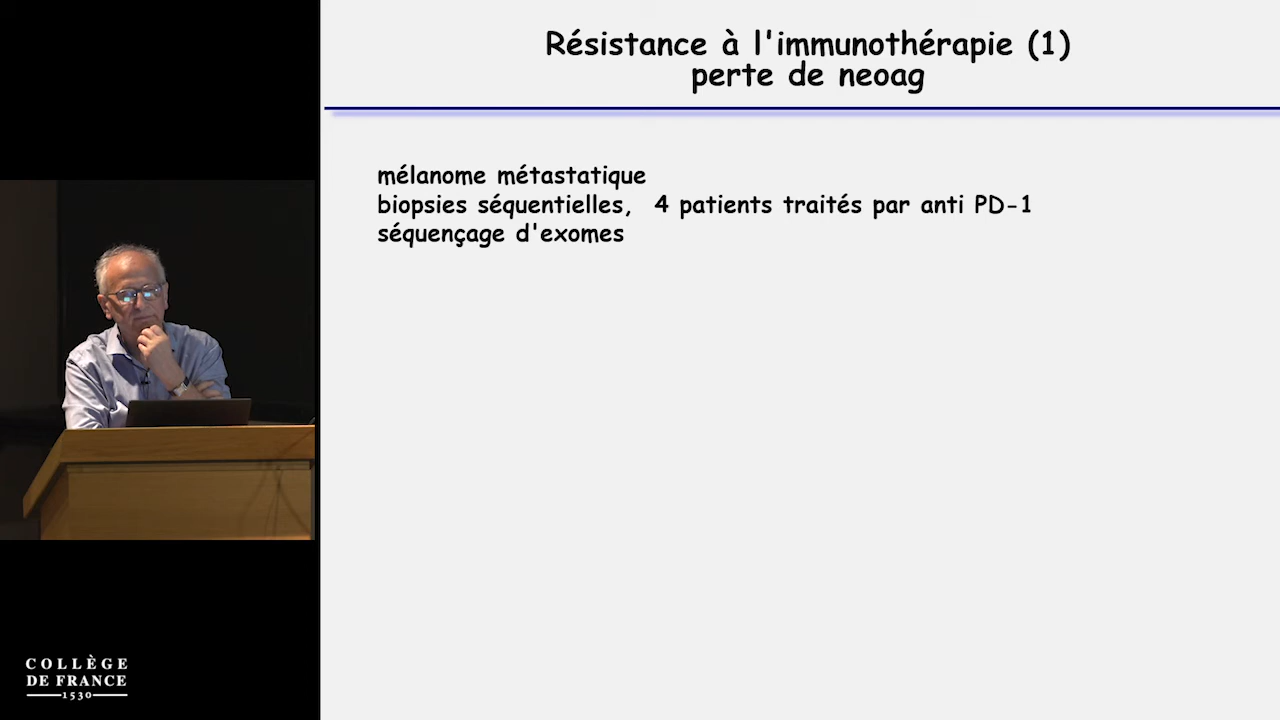 Résistance à l'immunothérapie (1)
perte de neoag
mélanome métastatique
biopsies séquentielles, 4 patients traités par anti PD-1
séquençage d'exomes
COLLÈGE
DE FRANCE
1530